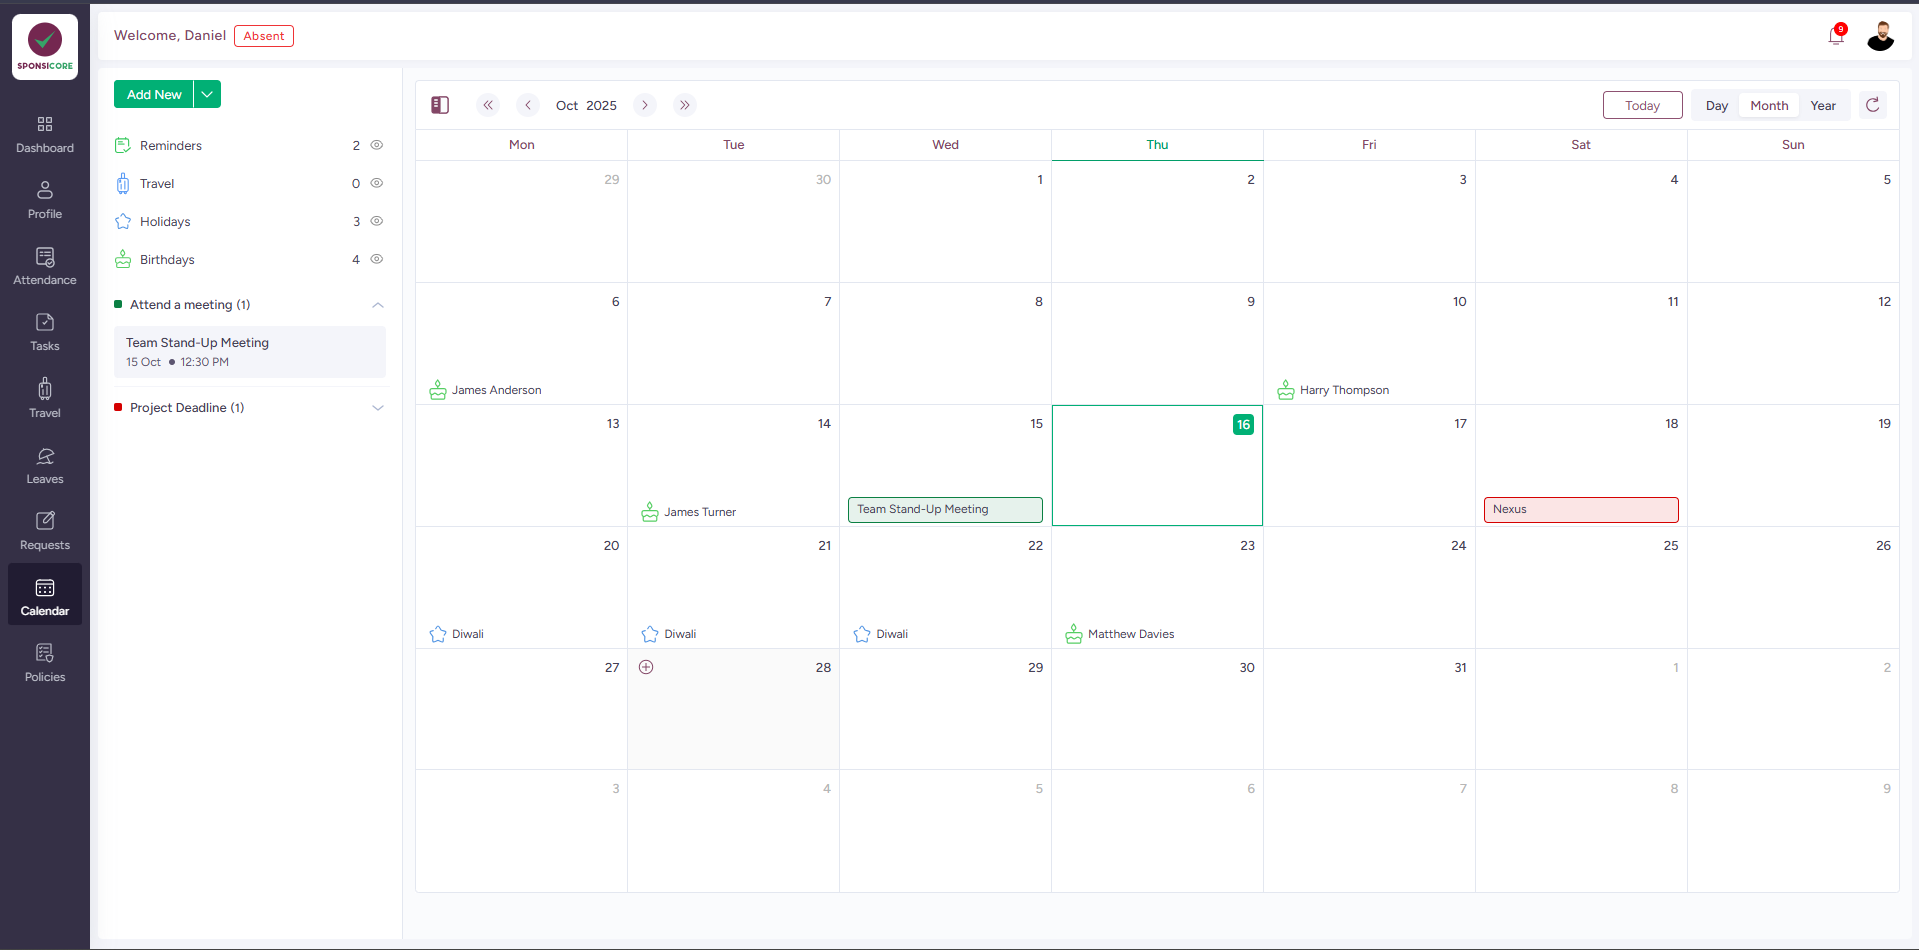 SPONSICORE
Dashboard
Profile
Attendance
Tasks
Travel
Leaves
Requests
Calendar
Policies
Welcome, Daniel Absent
9
Add New
Reminders 2
Travel 0
Holidays 3
Birthdays 4
Attend a meeting (1)
Team Stand-Up Meeting
15 Oct • 12:30 PM
Project Deadline (1)
Oct 2025
Today Day Month Year
Mon Tue Wed Thu Fri Sat Sun
29 30 1 2 3 4 5
6 7 8 9 10 11 12
James Anderson Harry Thompson
13 14 15 16 17 18 19
James Turner Team Stand-Up Meeting Nexus
20 21 22 23 24 25 26
Diwali Diwali Diwali Matthew Davies
27 28 29 30 31 1 2
3 4 5 6 7 8 9